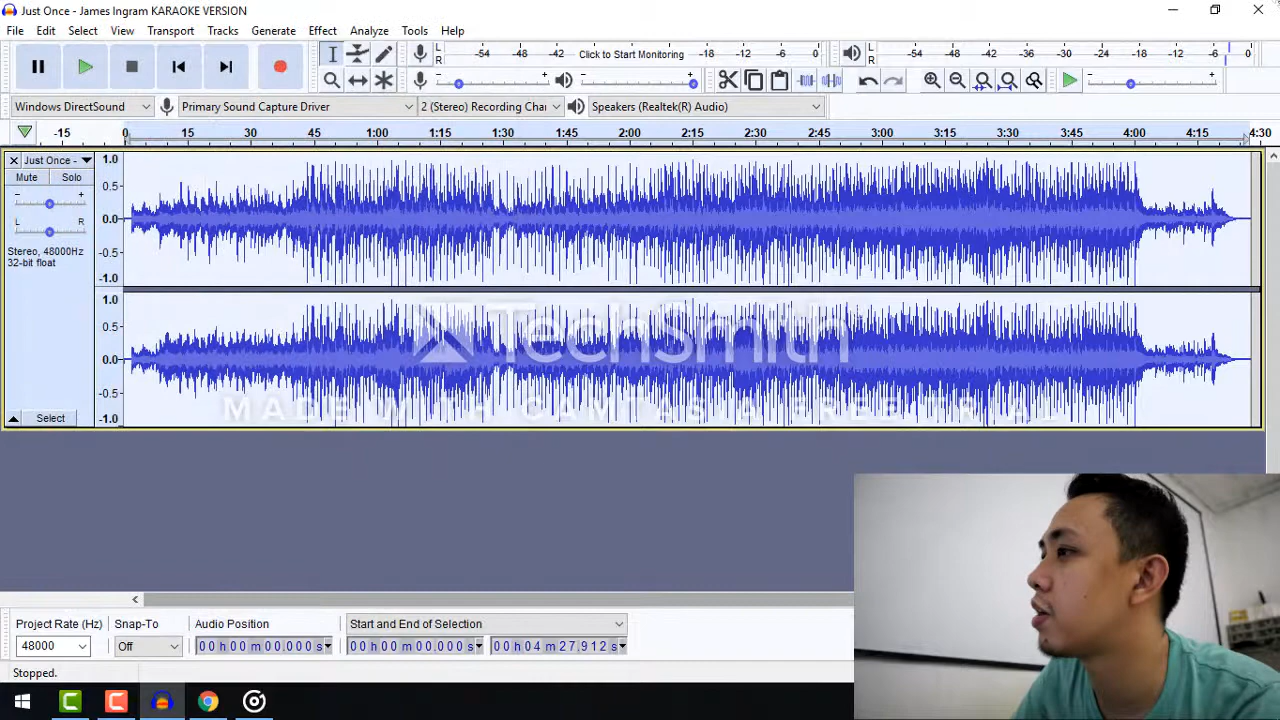 Just Once - James Ingram KARAOKE VERSION
File Edit Select View Transport Tracks Generate Effect Analyze Tools Help
L R -54 -48 -42 Click to Start Monitoring -18 -12 -6 0
L R -54 -48 -42 -36 -30 -24 -18 -12 -6 0
- + - + - +
Windows DirectSound Primary Sound Capture Driver 2 (Stereo) Recording Chai Speakers (Realtek(R) Audio)
-15 0 15 30 45 1:00 1:15 1:30 1:45 2:00 2:15 2:30 2:45 3:00 3:15 3:30 3:45 4:00 4:15 4:30
Just Once -
Mute Solo
- +
L R
Stereo, 48000Hz
32-bit float
Select
1.0
0.5
0.0
-0.5
-1.0
1.0
0.5
0.0
-0.5
-1.0
TechSmith
MADE WITH CAMTASIA FREE TRIAL
Project Rate (Hz) Snap-To Audio Position Start and End of Selection
48000 Off 00 h 00 m 00.000 s 00 h 00 m 00.000 s 00 h 04 m 27.912 s
Stopped.